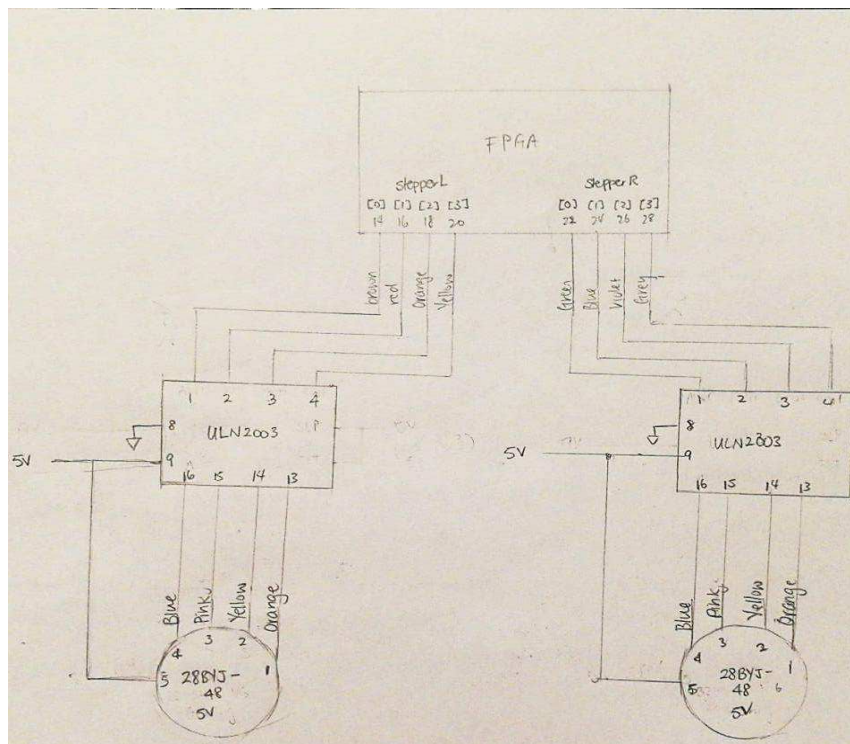 FPGA
stepperL stepperR
[0] [1] [2] [3] [0] [1] [2] [3]
14 16 18 20 22 24 26 28
brown red Orange Yellow Green Blue Violet Grey
1 2 3 4 1 2 3 4
8 8
ULN2003 ULN2003
5V 9 5V 9
16 15 14 13 16 15 14 13
Blue Pink Yellow Orange Blue Pink Yellow Orange
4 3 2 1 4 3 2 1
5 28BYJ- 5 28BYJ-
48 48 6
5V 5V